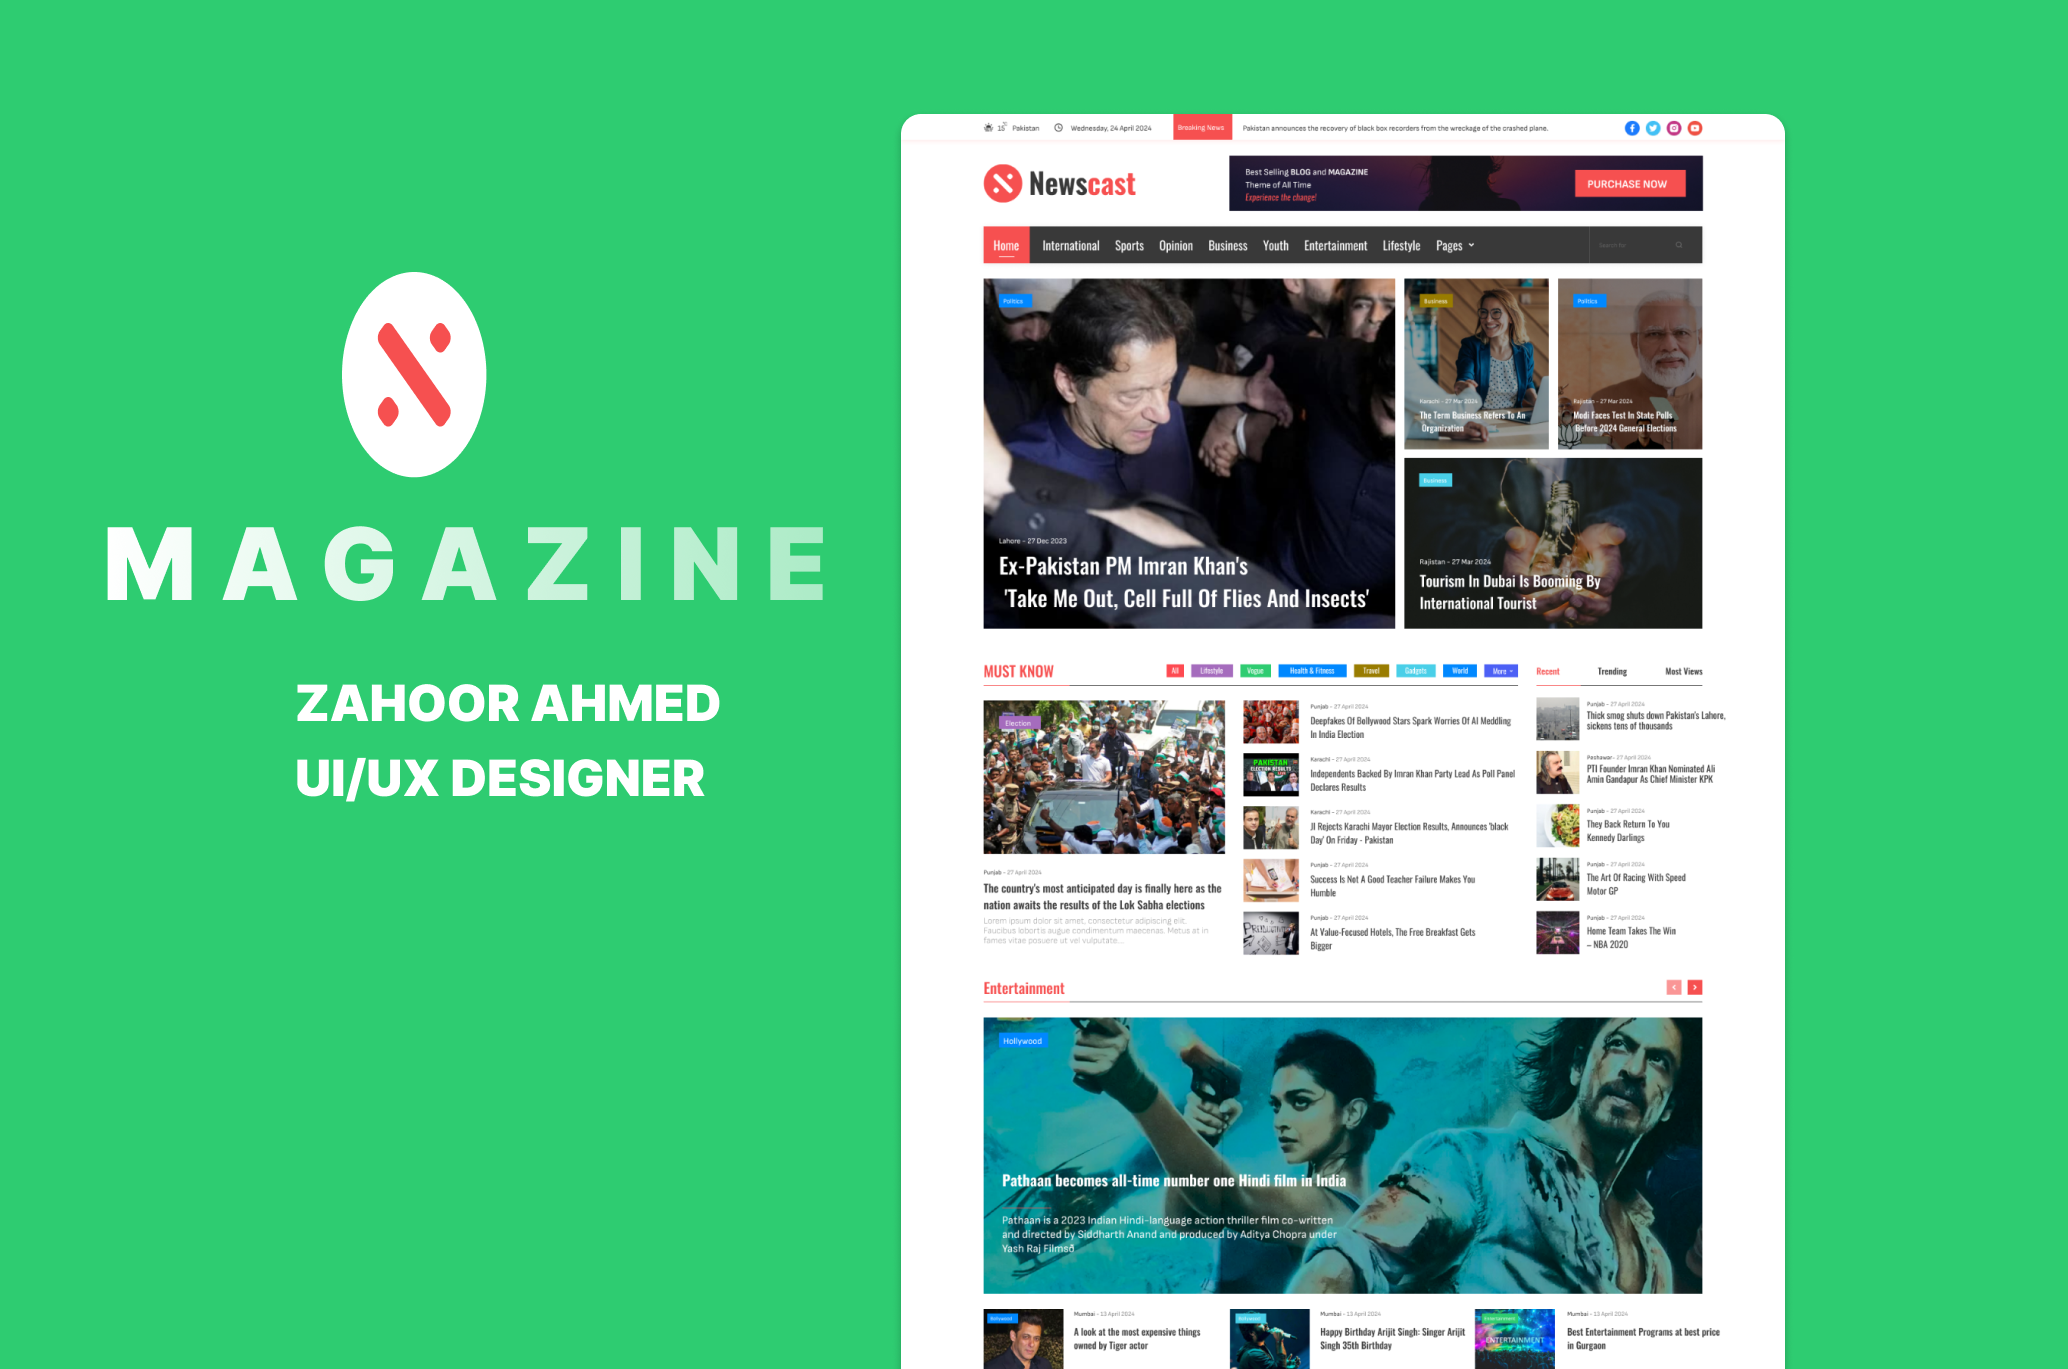 MAGAZINE
ZAHOOR AHMED
UI/UX DESIGNER
15°C Pakistan
Wednesday, 24 April 2024
Breaking News
Pakistan announces the recovery of black box recorders from the wreckage of the crashed plane.
Newscast
Best Selling BLOG and MAGAZINE
Theme of All Time
Experience the change!
PURCHASE NOW
Home International Sports Opinion Business Youth Entertainment Lifestyle Pages
Search for
Politics
Lahore - 27 Dec 2023
Ex-Pakistan PM Imran Khan's
'Take Me Out, Cell Full Of Flies And Insects'
Business
Karachi - 27 Mar 2024
The Term Business Refers To An
Organization
Politics
Rajistan - 27 Mar 2024
Modi Faces Test In State Polls
Before 2024 General Elections
Business
Rajistan - 27 Mar 2024
Tourism In Dubai Is Booming By
International Tourist
MUST KNOW
All Lifestyle Vogue Health & Fitness Travel Gadgets World More
Election
Punjab - 27 April 2024
The country's most anticipated day is finally here as the
nation awaits the results of the Lok Sabha elections
Lorem ipsum dolor sit amet, consectetur adipiscing elit.
Faucibus lobortis augue condimentum maecenas. Metus at in
fames vitae posuere ut vel vulputate...
Punjab - 27 April 2024
Deepfakes Of Bollywood Stars Spark Worries Of AI Meddling
In India Election
PAKISTAN
ELECTION RESULTS
Karachi - 27 April 2024
Independents Backed By Imran Khan Party Lead As Poll Panel
Declares Results
Karachi - 27 April 2024
JI Rejects Karachi Mayor Election Results, Announces 'black
Day' On Friday - Pakistan
Punjab - 27 April 2024
Success Is Not A Good Teacher Failure Makes You
Humble
Punjab - 27 April 2024
At Value-Focused Hotels, The Free Breakfast Gets
Bigger
Recent Trending Most Views
Punjab - 27 April 2024
Thick smog shuts down Pakistan's Lahore,
sickens tens of thousands
Peshawar - 27 April 2024
PTI Founder Imran Khan Nominated Ali
Amin Gandapur As Chief Minister KPK
Punjab - 27 April 2024
They Back Return To You
Kennedy Darlings
Punjab - 27 April 2024
The Art Of Racing With Speed
Motor GP
Punjab - 27 April 2024
Home Team Takes The Win
– NBA 2020
Entertainment
Hollywood
Pathaan becomes all-time number one Hindi film in India
Pathaan is a 2023 Indian Hindi-language action thriller film co-written
and directed by Siddharth Anand and produced by Aditya Chopra under
Yash Raj Filmsð
Bollywood
Mumbai - 13 April 2024
A look at the most expensive things
owned by Tiger actor
Bollywood
Mumbai - 13 April 2024
Happy Birthday Arijit Singh: Singer Arijit
Singh 35th Birthday
Entertainment
ENTERTAINMENT
Mumbai - 13 April 2024
Best Entertainment Programs at best price
in Gurgaon